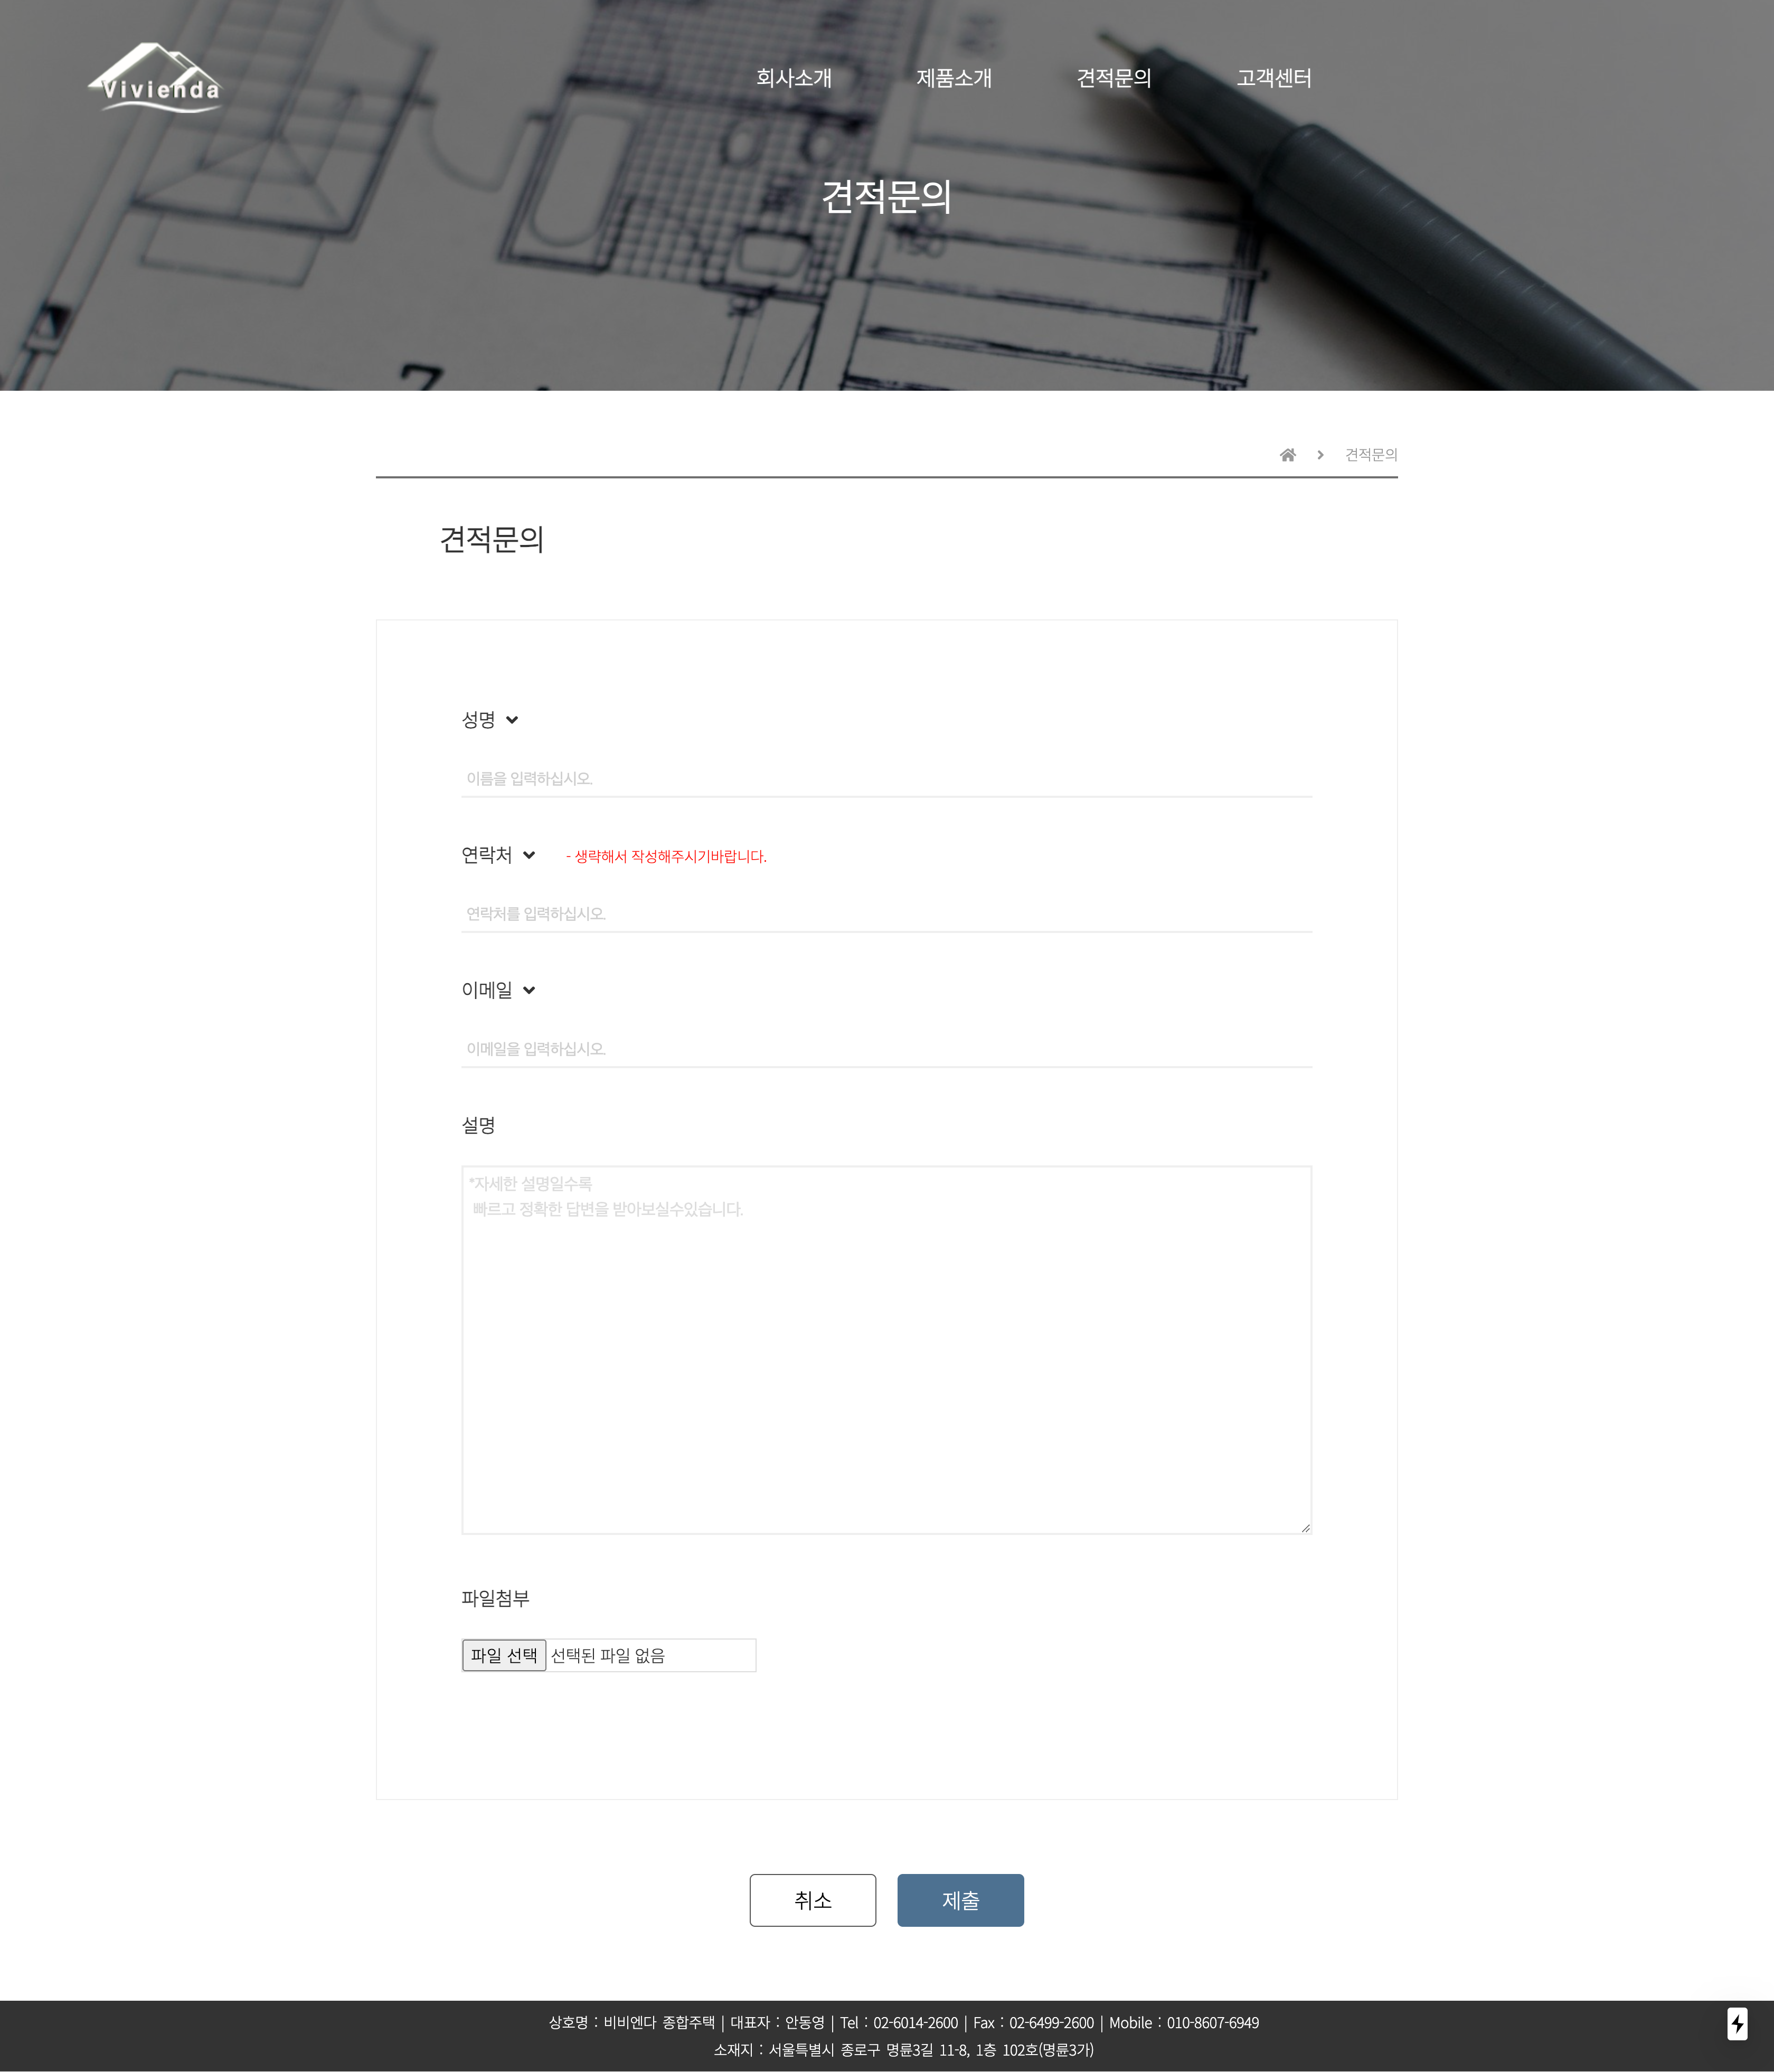 Vivienda
회사소개 제품소개 견적문의 고객센터
견적문의
견적문의
견적문의
성명
이름을 입력하십시오.
연락처 - 생략해서 작성해주시기바랍니다.
연락처를 입력하십시오.
이메일
이메일을 입력하십시오.
설명
*자세한 설명일수록
빠르고 정확한 답변을 받아보실수있습니다.
파일첨부
파일 선택 선택된 파일 없음
취소 제출
상호명 : 비비엔다 종합주택 | 대표자 : 안동영 | Tel : 02-6014-2600 | Fax : 02-6499-2600 | Mobile : 010-8607-6949
소재지 : 서울특별시 종로구 명륜3길 11-8, 1층 102호(명륜3가)